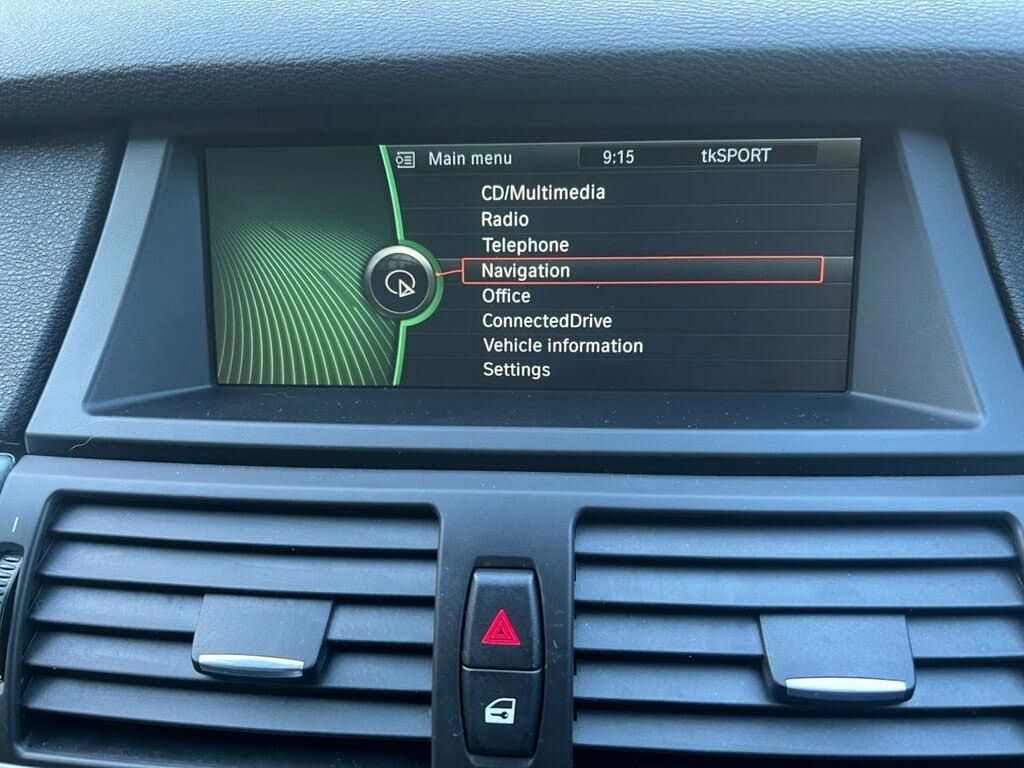 Main menu 9:15 tkSPORT
CD/Multimedia
Radio
Telephone
Navigation
Office
ConnectedDrive
Vehicle information
Settings